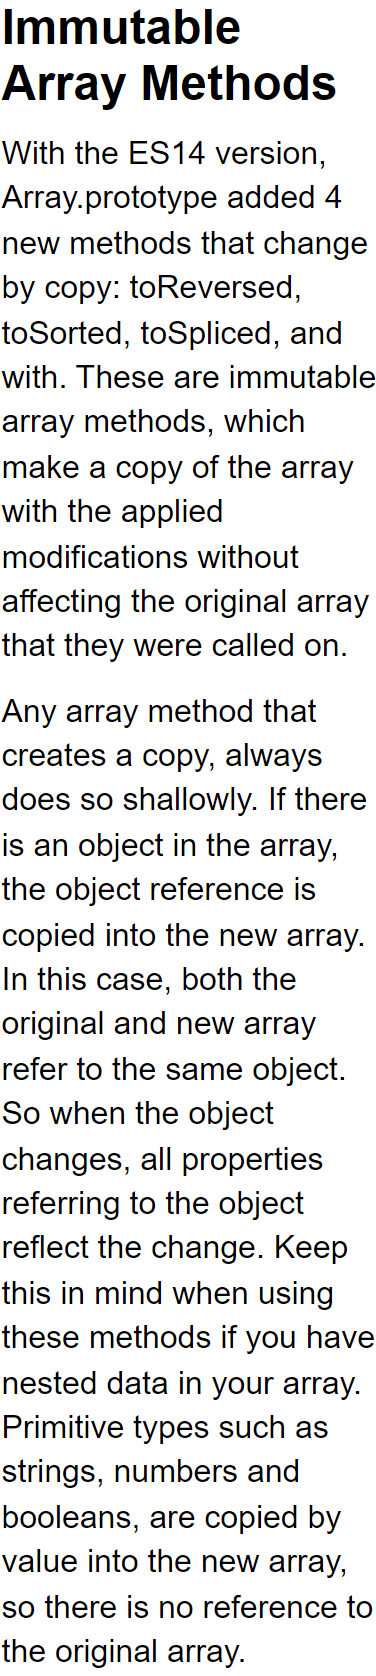 Immutable
Array Methods
With the ES14 version,
Array.prototype added 4
new methods that change
by copy: toReversed,
toSorted, toSpliced, and
with. These are immutable
array methods, which
make a copy of the array
with the applied
modifications without
affecting the original array
that they were called on.
Any array method that
creates a copy, always
does so shallowly. If there
is an object in the array,
the object reference is
copied into the new array.
In this case, both the
original and new array
refer to the same object.
So when the object
changes, all properties
referring to the object
reflect the change. Keep
this in mind when using
these methods if you have
nested data in your array.
Primitive types such as
strings, numbers and
booleans, are copied by
value into the new array,
so there is no reference to
the original array.